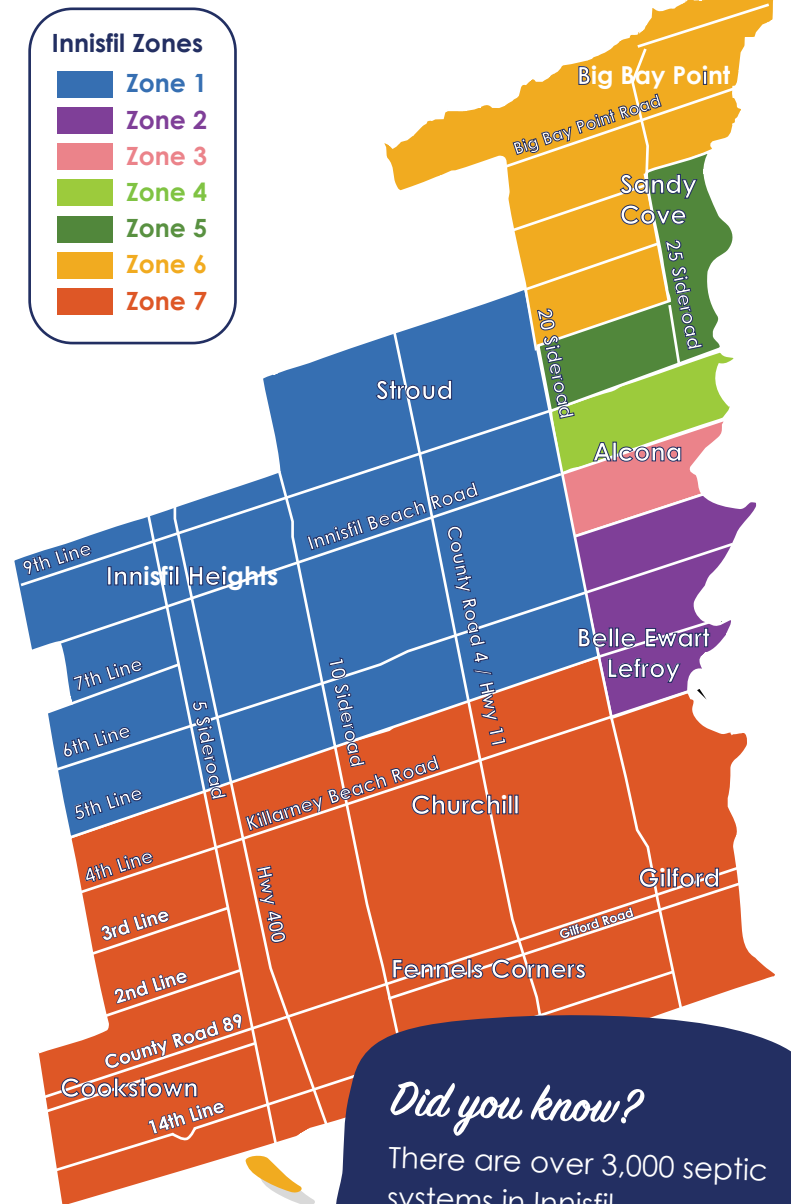 Innisfil Zones
Zone 1
Zone 2
Zone 3
Zone 4
Zone 5
Zone 6
Zone 7
Big Bay Point
Big Bay Point Road
Sandy
Cove
25 Sideroad
20 Sideroad
Stroud
Alcona
Innisfil Beach Road
County Road 4 / Hwy 11
9th Line
Innisfil Heights
Belle Ewart
Lefroy
7th Line
10 Sideroad
5 Sideroad
6th Line
5th Line
Killarney Beach Road
Churchill
4th Line
Hwy 400
Gilford
3rd Line
Gilford Road
Fennels Corners
2nd Line
County Road 89
Cookstown
14th Line
Did you know?
There are over 3,000 septic
systems in Innisfil